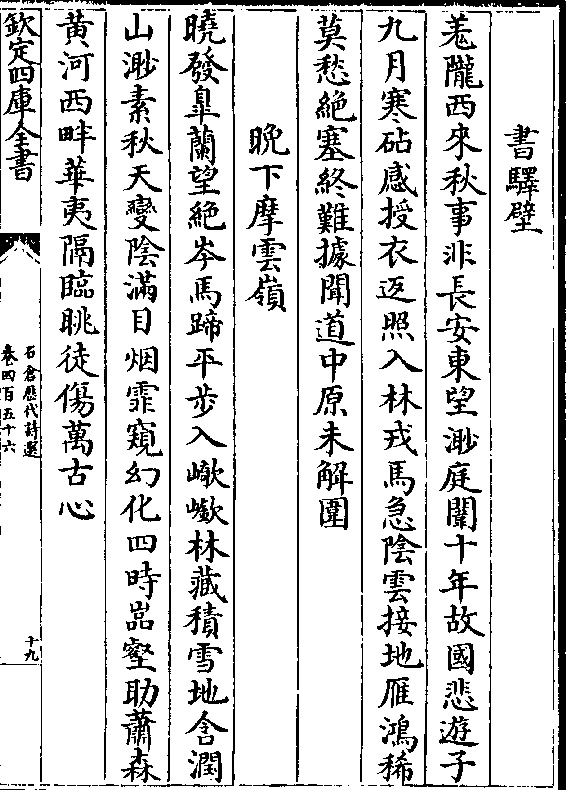 書驛壁
羗隴西來秋事非長安東望渺庭闈十年故國悲遊子
九月寒砧感授衣返照入林戎馬急陰雲接地雁鴻稀
莫愁絶塞終難據聞道中原未解圍
晚下摩雲嶺
曉發臯蘭望絶岑馬蹄平步入嶔𡾋林藏積雪地含潤
山渺素秋天變陰滿目烟霏窺幻化四時嵓壑助蕭森
黄河西畔華夷隔臨眺徒傷萬古心
欽定四庫全書
石倉歷代詩選
卷四百五十六
十九